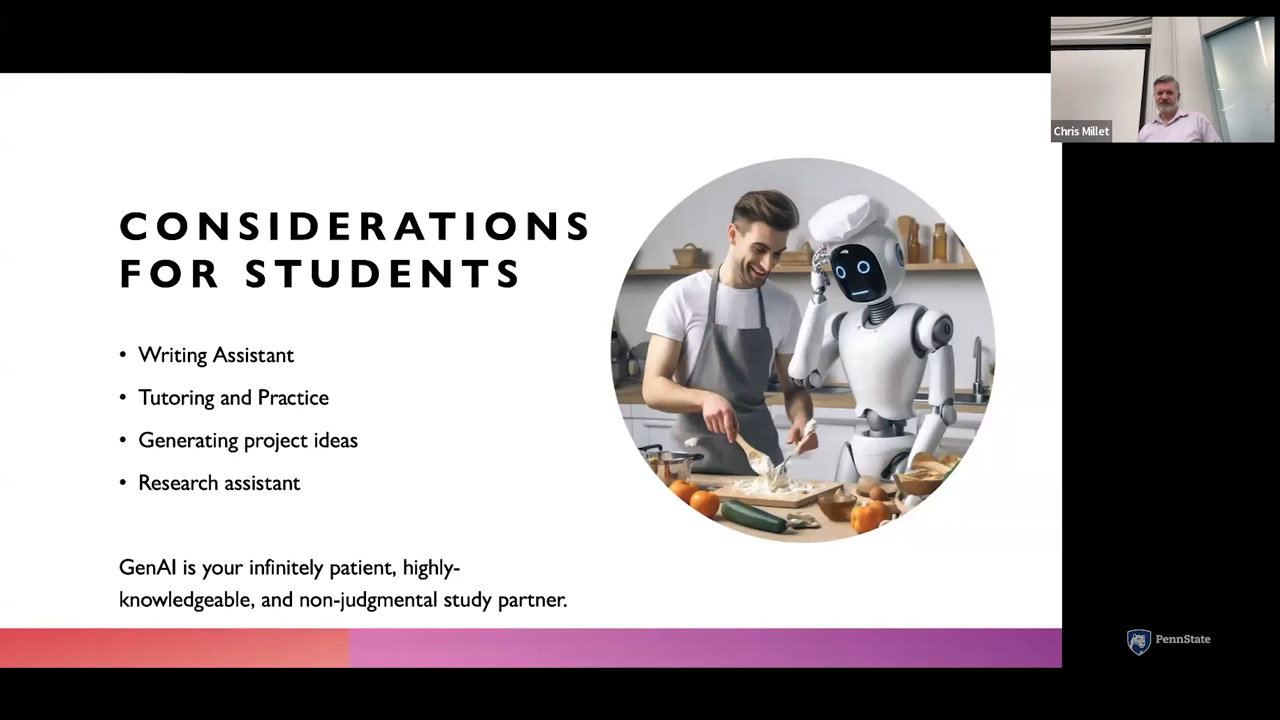 CONSIDERATIONS
FOR STUDENTS
• Writing Assistant
• Tutoring and Practice
• Generating project ideas
• Research assistant
GenAI is your infinitely patient, highly-
knowledgeable, and non-judgmental study partner.
Chris Millet
PennState